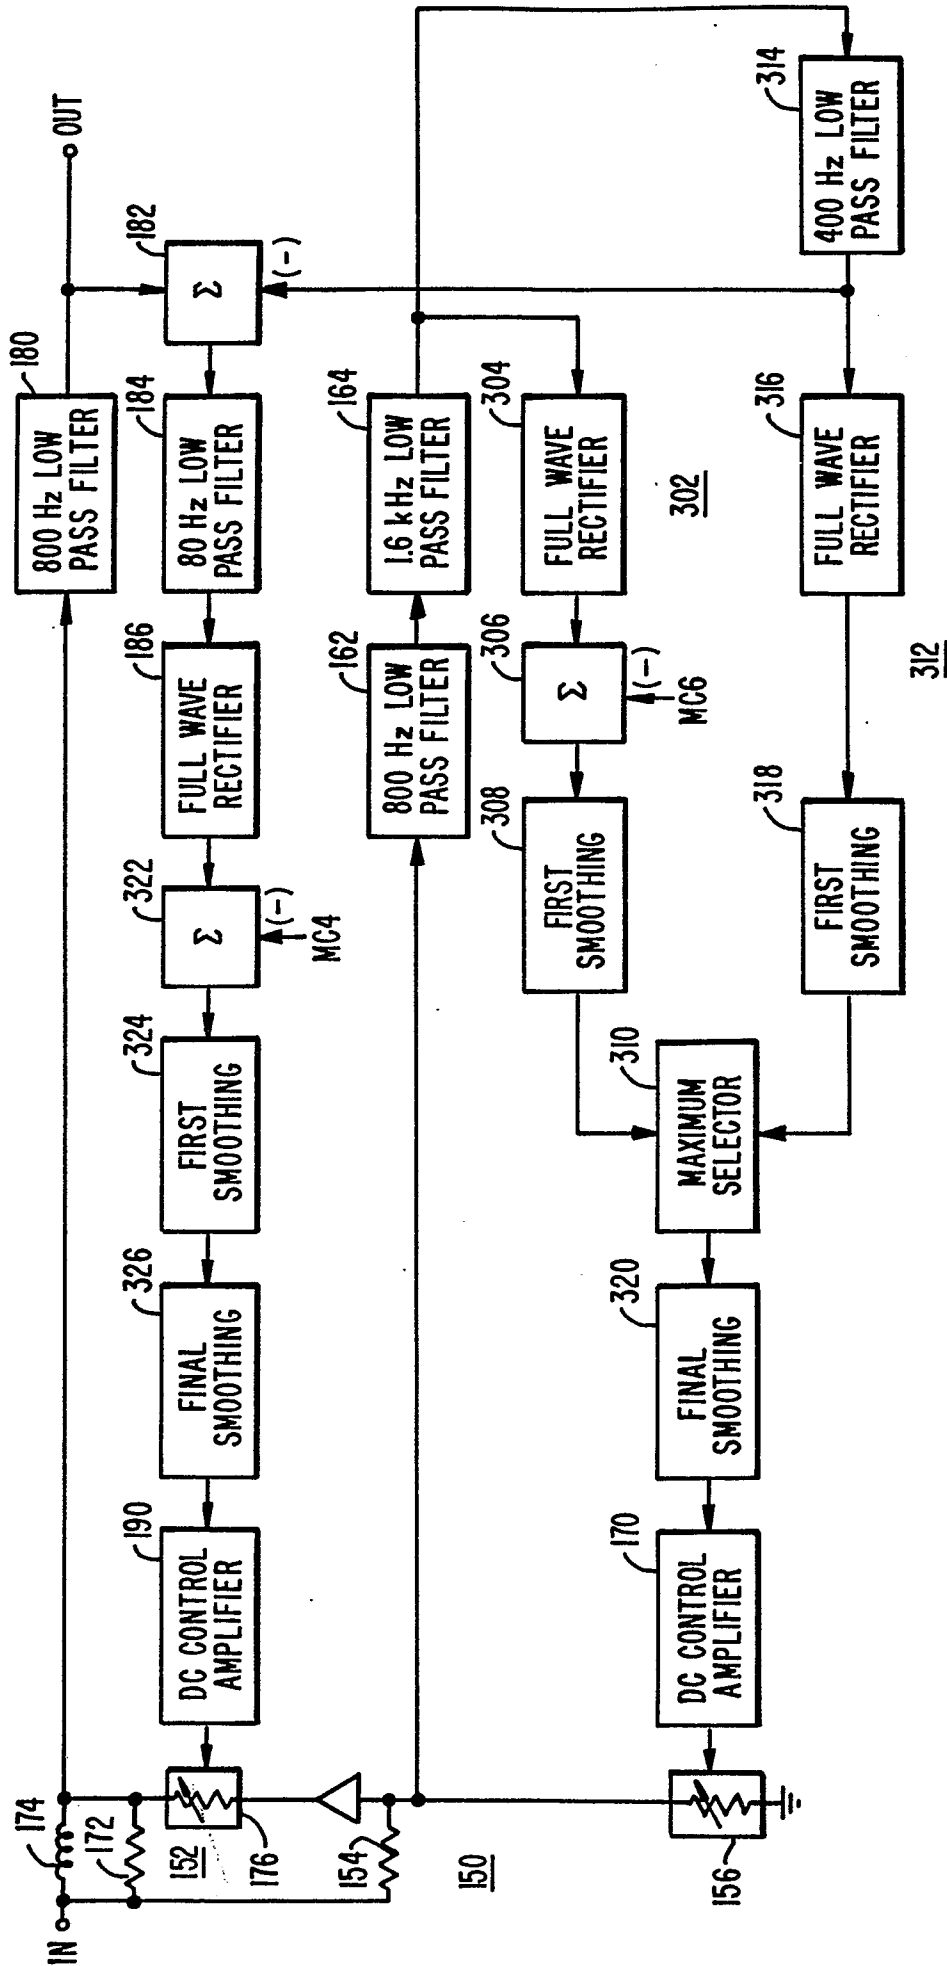 IN
174
172
152
176
154
150
156
OUT
180
800 Hz LOW
PASS FILTER
182
Σ
(-)
184
80 Hz LOW
PASS FILTER
186
FULL WAVE
RECTIFIER
322
Σ
(-)
MC4
324
FIRST
SMOOTHING
326
FINAL
SMOOTHING
190
DC CONTROL
AMPLIFIER
162
800 Hz LOW
PASS FILTER
164
1.6 kHz LOW
PASS FILTER
304
FULL WAVE
RECTIFIER
302
306
Σ
(-)
MC6
308
FIRST
SMOOTHING
310
MAXIMUM
SELECTOR
320
FINAL
SMOOTHING
170
DC CONTROL
AMPLIFIER
314
400 Hz LOW
PASS FILTER
316
FULL WAVE
RECTIFIER
312
318
FIRST
SMOOTHING